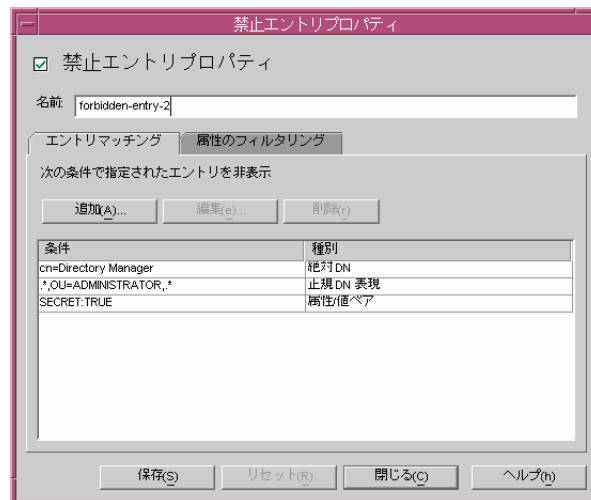 禁止エントリプロパティ
禁止エントリプロパティ
名前: forbidden-entry-2
エントリマッチング 属性のフィルタリング
次の条件で指定されたエントリを非表示
追加(A)... 編集(e)... 削除(r)
条件 種別
cn=Directory Manager 絶対 DN
.*,OU=ADMINISTRATOR,.* 正規 DN 表現
SECRET:TRUE 属性/値ペア
保存(S) リセット(R) 閉じる(C) ヘルプ(h)